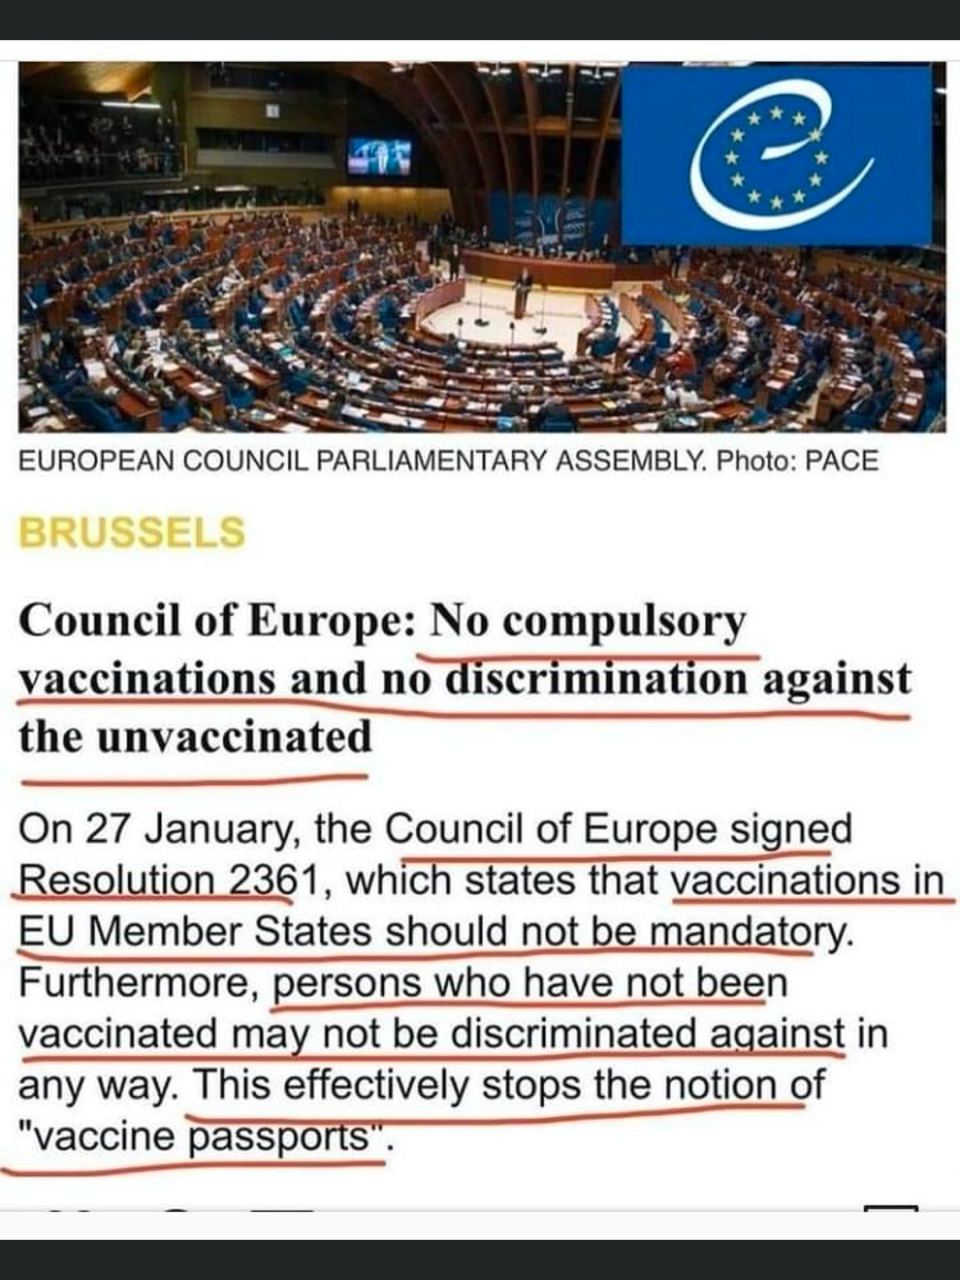 EUROPEAN COUNCIL PARLIAMENTARY ASSEMBLY. Photo: PACE
BRUSSELS
Council of Europe: No compulsory
vaccinations and no discrimination against
the unvaccinated
On 27 January, the Council of Europe signed
Resolution 2361, which states that vaccinations in
EU Member States should not be mandatory.
Furthermore, persons who have not been
vaccinated may not be discriminated against in
any way. This effectively stops the notion of
"vaccine passports".